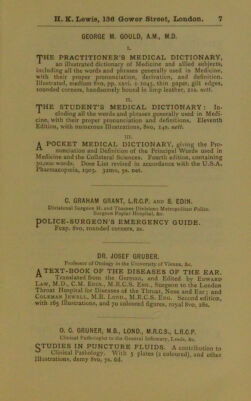 H. K. Lewis, 136 Gower Street, London. 7
GEORGE M. GOULD, A.M., M.D.
I.
THE PRACTITIONER'S MEDICAL DICTIONARY,
an illustrated dictionary of Medicine and allied subjects,
including all the words and phrases generally used in Medicine,
with their proper pronunciation, derivation, and definition.
Illustrated, medium 8vo, pp. xvi. + 1043, thin paper, gilt edges,
rounded corners, handsomely bound in limp leather, 21s. nett.
II.
THE STUDENT'S MEDICAL DICTIONARY: In-
cluding all the words and phrases generally used in Medi-
cine, with their proper pronunciation and definitions. Eleventh
Edition, with numerous Illustrations, 8vo, 14s. nett.
III.
A POCKET MEDICAL DICTIONARY, giving the Pro-
nunciation and Definition of the Principal Words used in
Medicine and the Collateral Sciences. Fourth edition, containing
30,000 words. Dose List revised in accordance with the U.S.A.
Pharmacopœia, 1905. 32mo, 5s. nett.
C. GRAHAM GRANT, L.R.C.P. AND S. EDIN.
Divisional Surgeon H. and Thames Divisions Metropolitan Police,
Surgeon Poplar Hospital, &c.
POLICE-SURGEON'S EMERGENCY GUIDE.
Fcap. 8vo, rounded corners, 2s.
DR. JOSEF GRUBER.
Professor of Otology in the University of Vienna, &c.
A TEXT-BOOK OF THE DISEASES OF THE EAR.
Translated from the German, and Edited by EDWARD
LAW, M.D., C.M. EDIN., M.R.C.S. ENG., Surgeon to the London
Throat Hospital for Diseases of the Throat, Nose and Ear; and
COLEMAN JEWELL, M.B. LOND., M.R.C.S. ENG. Second edition,
with 165 Illustrations, and 70 coloured figures, royal 8vo, 28s.
O. C. GRUNER, M.B., LOND., M.R.C.S., L.R.C.P.
Clinical Pathologist to the General Infirmary, Leeds, &c.
STUDIES IN PUNCTURE FLUIDS. A contribution to
Clinical Pathology. With 5 plates (2 coloured), and other
Illustrations, demy 8vo, 7s. 6d.